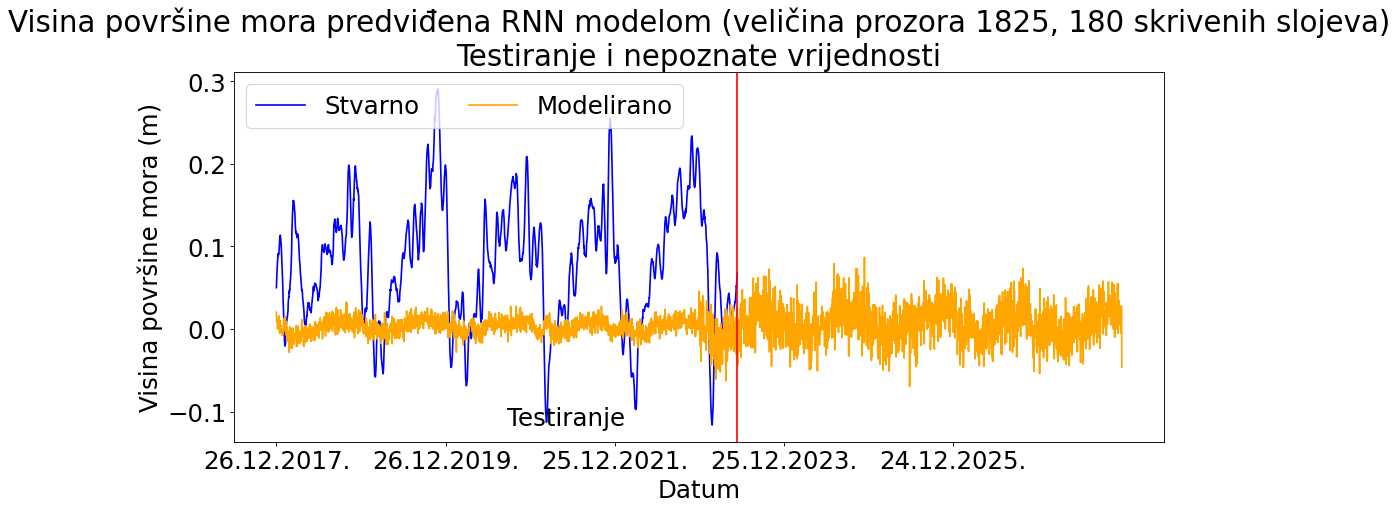 Visina površine mora predviđena RNN modelom (veličina prozora 1825, 180 skrivenih slojeva)
Testiranje i nepoznate vrijednosti
Stvarno
Modelirano
Visina površine mora (m)
0.3
0.2
0.1
0.0
−0.1
Testiranje
26.12.2017.
26.12.2019.
25.12.2021.
25.12.2023.
24.12.2025.
Datum